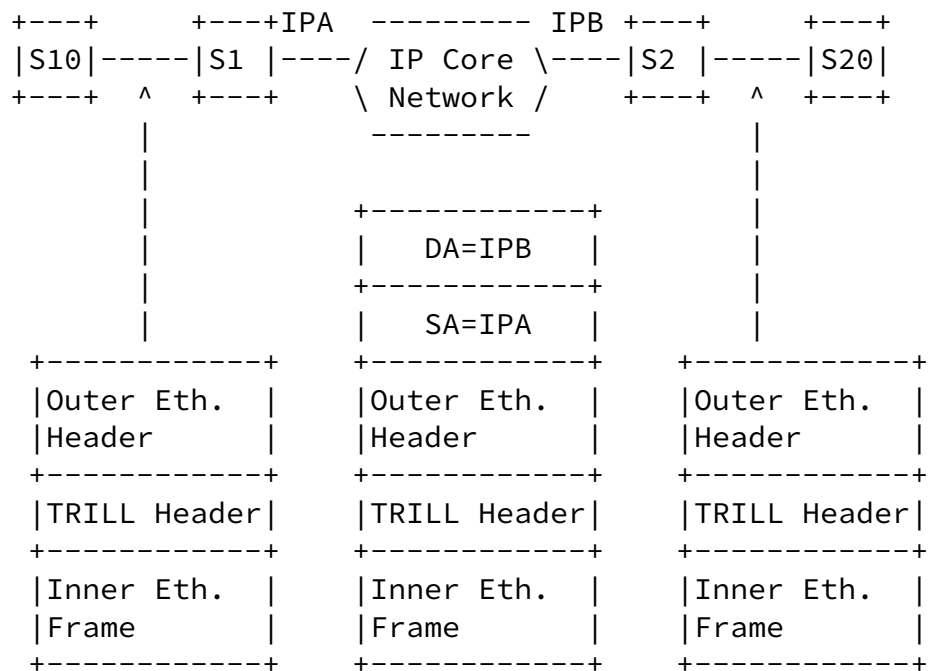 +---+     +---+IPA  --------- IPB +---+     +---+
|S10|-----|S1 |----/ IP Core \----|S2 |-----|S20|
+---+  ^  +---+    \ Network /    +---+  ^  +---+
       |            ---------            |
       |                                 |
       |           +------------+        |
       |           |   DA=IPB   |        |
       |           +------------+        |
       |           |   SA=IPA   |        |
 +------------+    +------------+    +------------+
 |Outer Eth.  |    |Outer Eth.  |    |Outer Eth.  |
 |Header      |    |Header      |    |Header      |
 +------------+    +------------+    +------------+
 |TRILL Header|    |TRILL Header|    |TRILL Header|
 +------------+    +------------+    +------------+
 |Inner Eth.  |    |Inner Eth.  |    |Inner Eth.  |
 |Frame       |    |Frame       |    |Frame       |
 +------------+    +------------+    +------------+